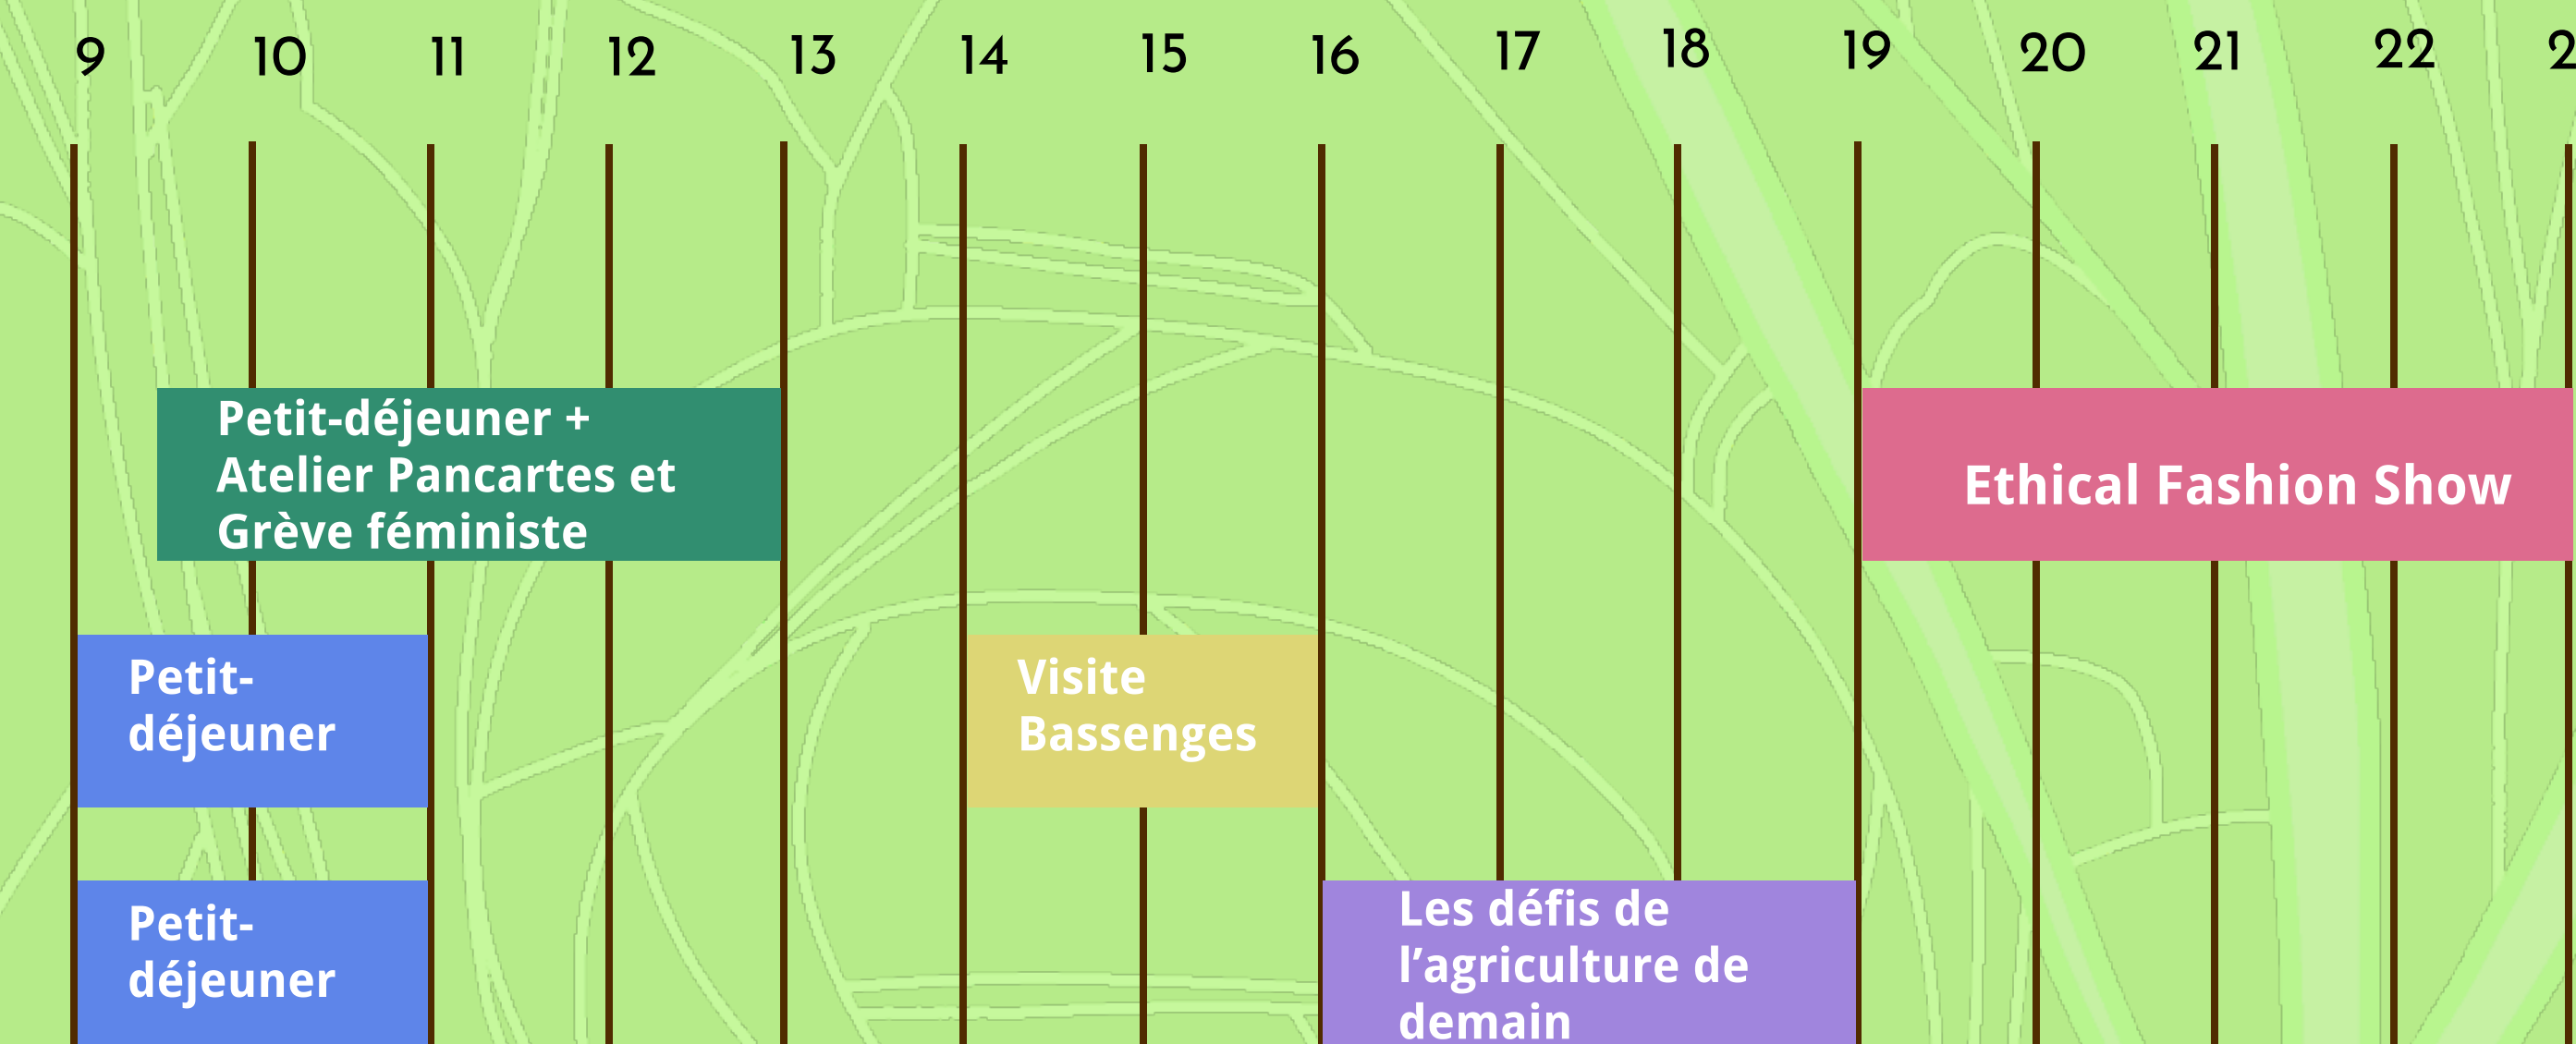 9 10 11 12 13 14 15 16 17 18 19 20 21 22
Petit-déjeuner +
Atelier Pancartes et
Grève féministe
Ethical Fashion Show
Petit-
déjeuner
Visite
Bassenges
Petit-
déjeuner
Les défis de
l’agriculture de
demain